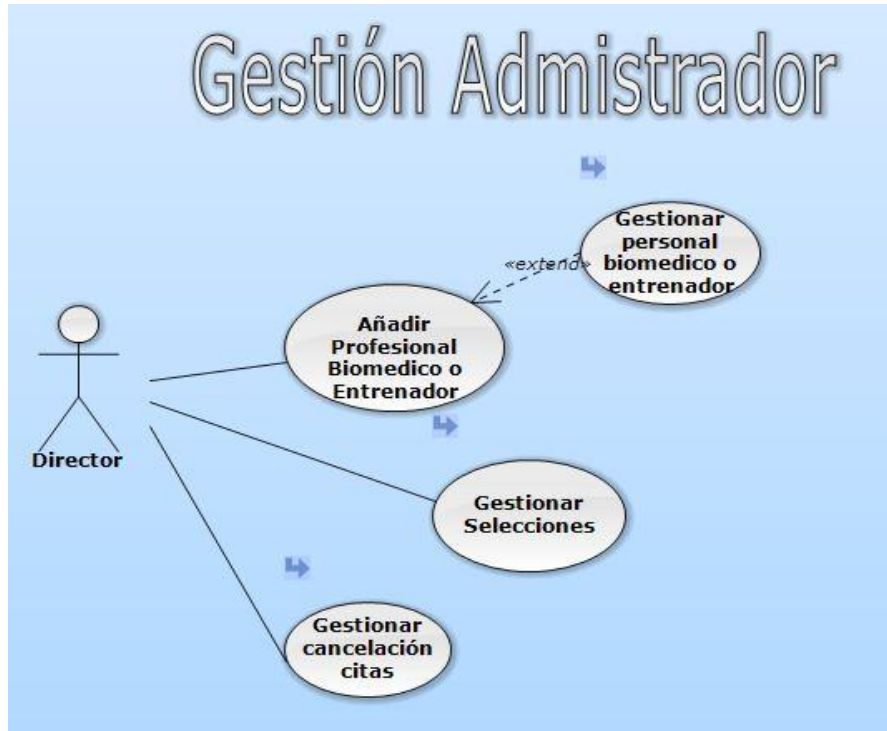 Gestión Admistrador
Gestionar
personal
biomedico o
entrenador
«extend»
Añadir
Profesional
Biomedico o
Entrenador
Director
Gestionar
Selecciones
Gestionar
cancelación
citas